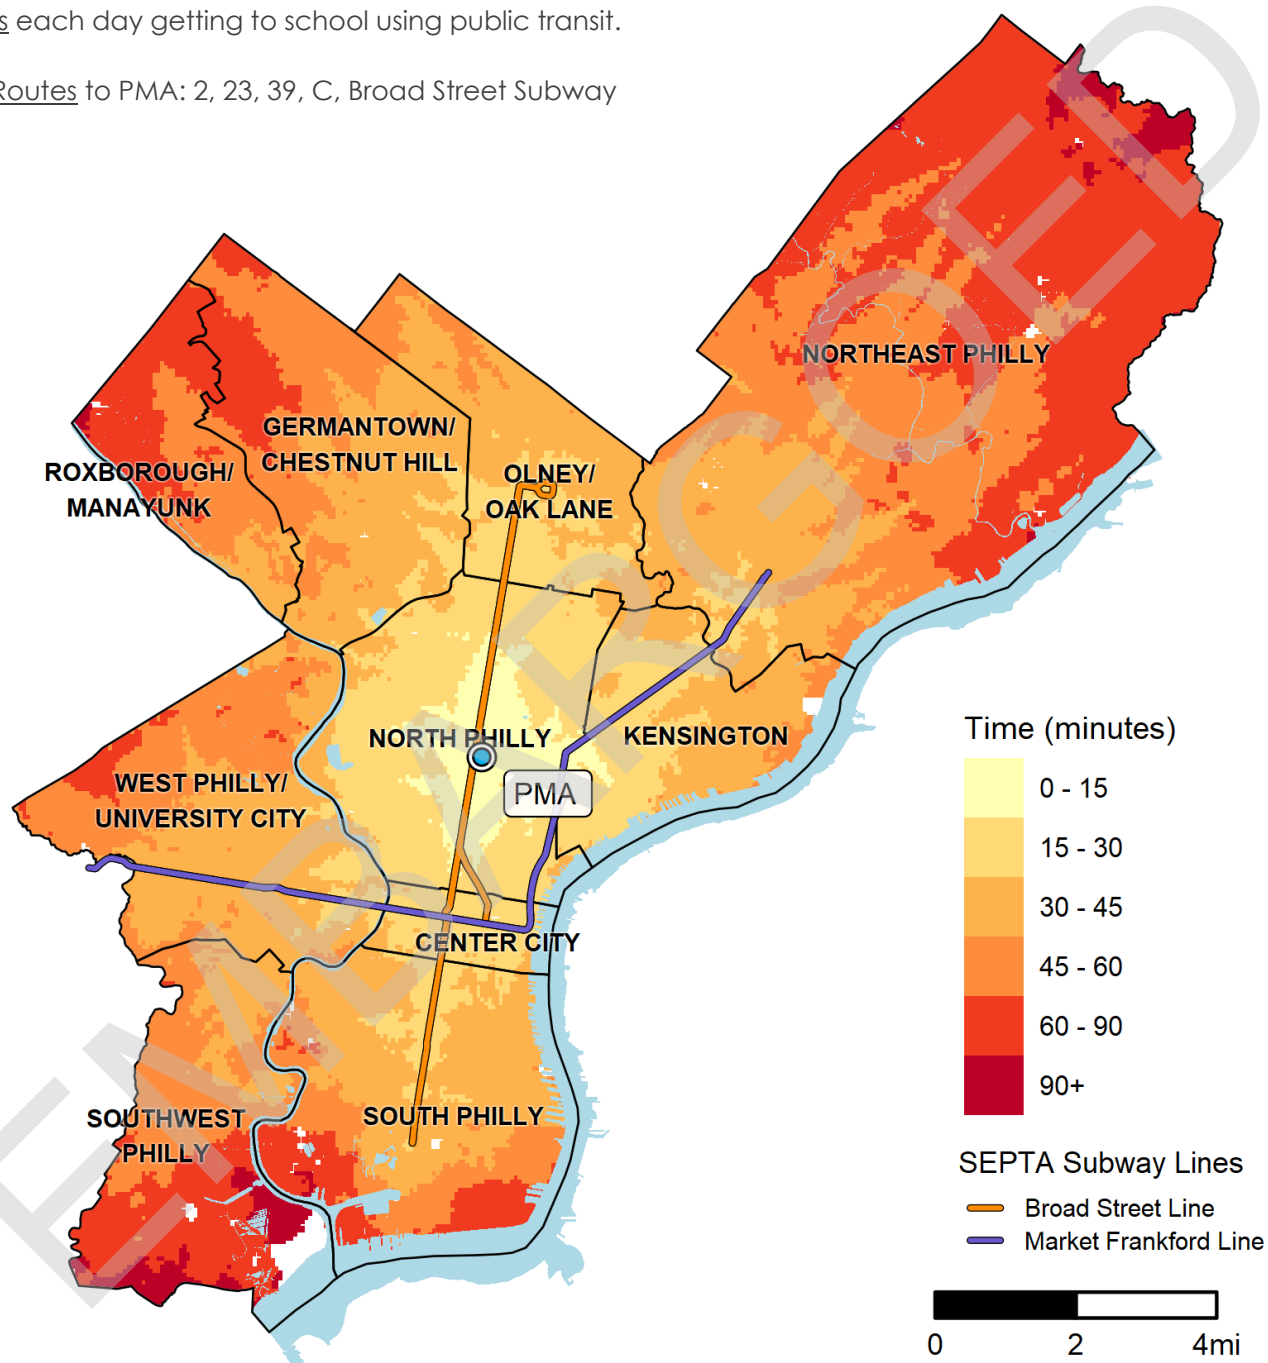 s each day getting to school using public transit.
Routes to PMA: 2, 23, 39, C, Broad Street Subway
NORTHEAST PHILLY
GERMANTOWN/
CHESTNUT HILL
ROXBOROUGH/
MANAYUNK
OLNEY/
OAK LANE
NORTH PHILLY
KENSINGTON
PMA
WEST PHILLY/
UNIVERSITY CITY
CENTER CITY
SOUTHWEST
PHILLY
SOUTH PHILLY
Time (minutes)
0 - 15
15 - 30
30 - 45
45 - 60
60 - 90
90+
SEPTA Subway Lines
Broad Street Line
Market Frankford Line
0 2 4mi
EMBARGOED